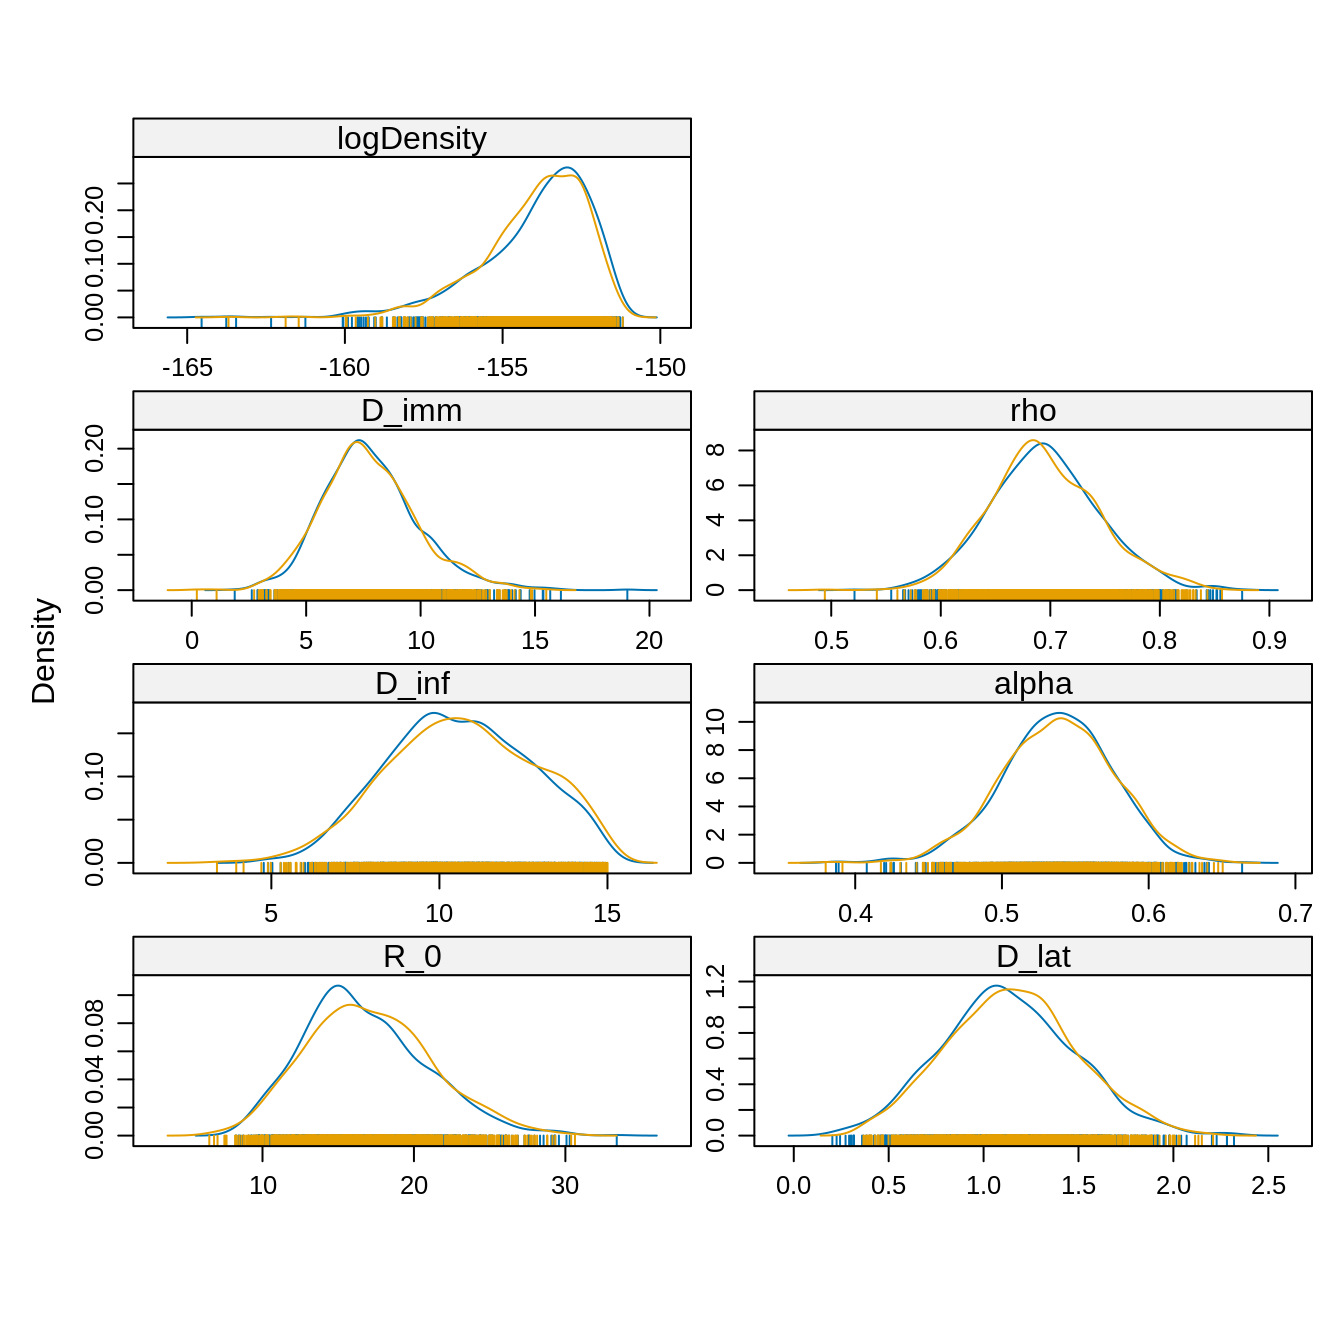 logDensity
0.00 0.10 0.20
-165 -160 -155 -150
D_imm
0.00 0.10 0.20
0 5 10 15 20
rho
0 2 4 6 8
0.5 0.6 0.7 0.8 0.9
Density
D_inf
0.00 0.10
5 10 15
alpha
0 2 4 6 8 10
0.4 0.5 0.6 0.7
R_0
0.00 0.04 0.08
10 20 30
D_lat
0.0 0.4 0.8 1.2
0.0 0.5 1.0 1.5 2.0 2.5